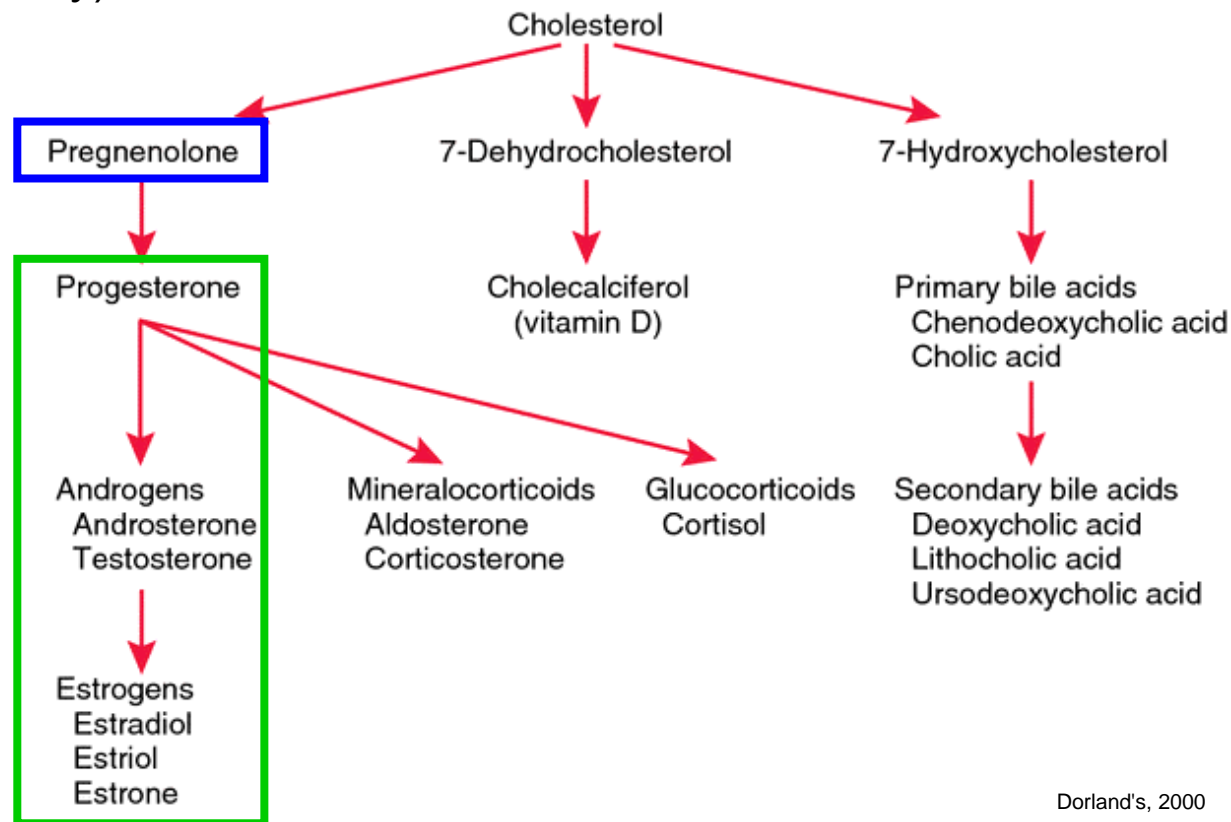 Cholesterol
Pregnenolone
7-Dehydrocholesterol
7-Hydroxycholesterol
Progesterone
Cholecalciferol
(vitamin D)
Primary bile acids
Chenodeoxycholic acid
Cholic acid
Androgens
Androsterone
Testosterone
Mineralocorticoids
Aldosterone
Corticosterone
Glucocorticoids
Cortisol
Secondary bile acids
Deoxycholic acid
Lithocholic acid
Ursodeoxycholic acid
Estrogens
Estradiol
Estriol
Estrone
Dorland's, 2000